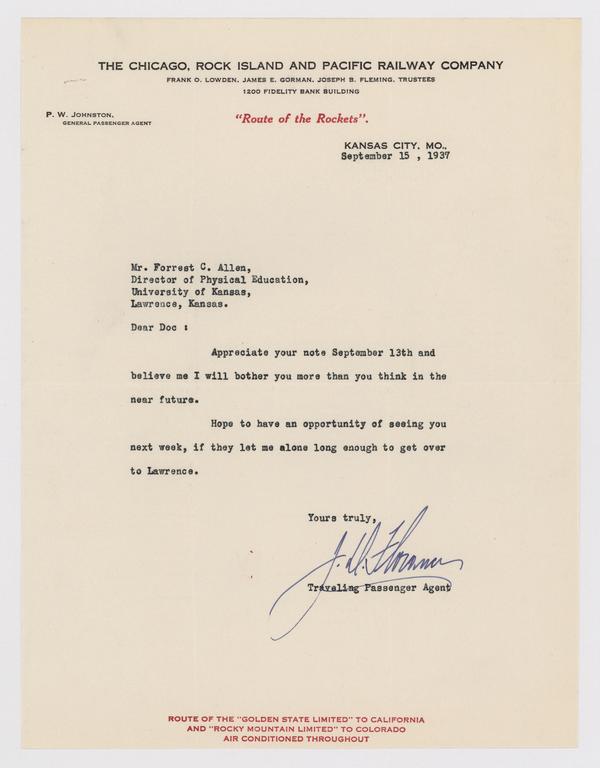 THE CHICAGO, ROCK ISLAND AND PACIFIC RAILWAY COMPANY
FRANK O. LOWDEN, JAMES E. GORMAN, JOSEPH B. FLEMING, TRUSTEES
1200 FIDELITY BANK BUILDING
P. W. JOHNSTON,
GENERAL PASSENGER AGENT
"Route of the Rockets".
KANSAS CITY, MO.,
September 15 , 1937
Mr. Forrest C. Allen,
Director of Physical Education,
University of Kansas,
Lawrence, Kansas.
Dear Doc :
Appreciate your note September 13th and
believe me I will bother you more than you think in the
near future.
Hope to have an opportunity of seeing you
next week, if they let me alone long enough to get over
to Lawrence.
Yours truly,
Traveling Passenger Agent
ROUTE OF THE "GOLDEN STATE LIMITED" TO CALIFORNIA
AND "ROCKY MOUNTAIN LIMITED" TO COLORADO
AIR CONDITIONED THROUGHOUT